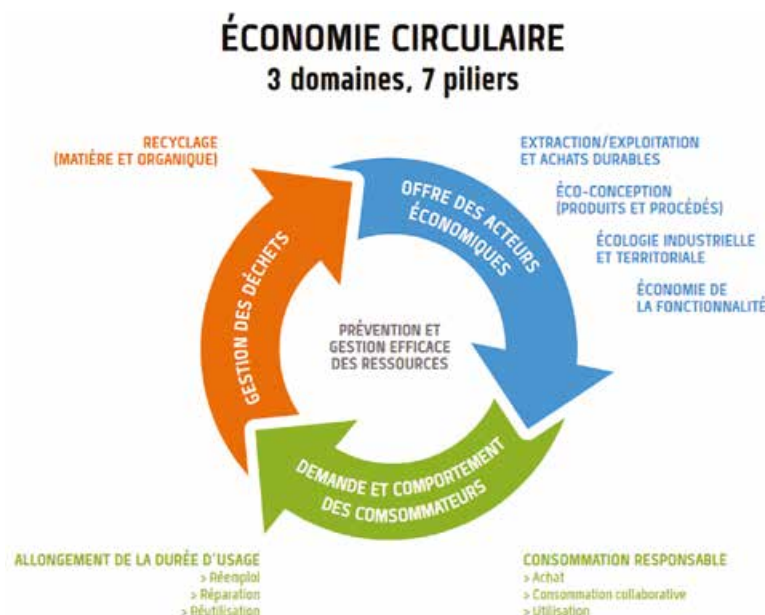 ÉCONOMIE CIRCULAIRE
3 domaines, 7 piliers
RECYCLAGE
(MATIÈRE ET ORGANIQUE)
EXTRACTION/EXPLOITATION
ET ACHATS DURABLES
ÉCO-CONCEPTION
(PRODUITS ET PROCÉDÉS)
ÉCOLOGIE INDUSTRIELLE
ET TERRITORIALE
ÉCONOMIE DE
LA FONCTIONNALITÉ
OFFRE DES ACTEURS
ÉCONOMIQUES
GESTION DES DÉCHETS
PRÉVENTION ET
GESTION EFFICACE
DES RESSOURCES
DEMANDE ET COMPORTEMENT
DES COMSOMMATEURS
ALLONGEMENT DE LA DURÉE D'USAGE
> Réemploi
> Réparation
> Réutilisation
CONSOMMATION RESPONSABLE
> Achat
> Consommation collaborative
> Utilisation